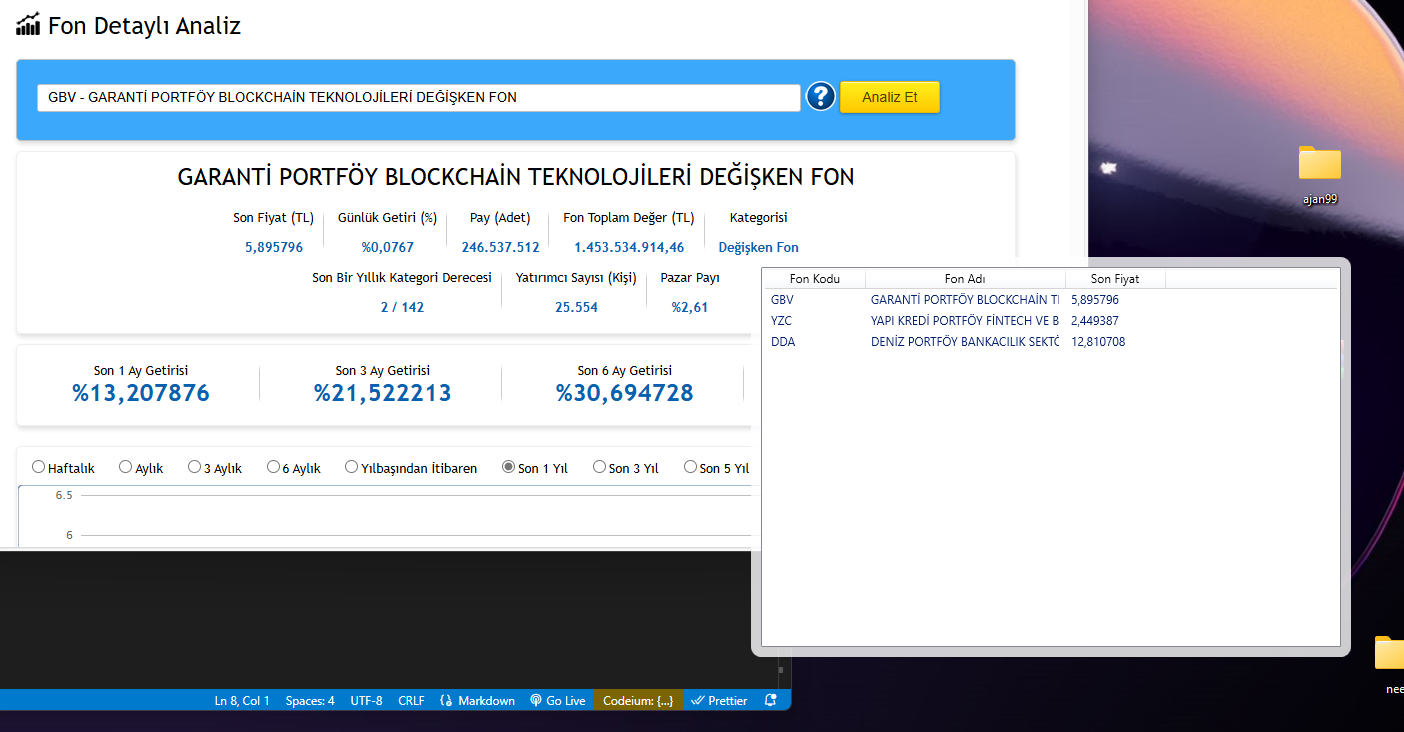 Fon Detaylı Analiz
GBV - GARANTİ PORTFÖY BLOCKCHAİN TEKNOLOJİLERİ DEĞİŞKEN FON
? Analiz Et
GARANTİ PORTFÖY BLOCKCHAİN TEKNOLOJİLERİ DEĞİŞKEN FON
Son Fiyat (TL) Günlük Getiri (%) Pay (Adet) Fon Toplam Değer (TL) Kategorisi
5,895796 %0,0767 246.537.512 1.453.534.914,46 Değişken Fon
Son Bir Yıllık Kategori Derecesi Yatırımcı Sayısı (Kişi) Pazar Payı
2 / 142 25.554 %2,61
Son 1 Ay Getirisi Son 3 Ay Getirisi Son 6 Ay Getirisi
%13,207876 %21,522213 %30,694728
Haftalık Aylık 3 Aylık 6 Aylık Yılbaşından İtibaren Son 1 Yıl Son 3 Yıl Son 5 Yıl
6.5
6
Fon Kodu Fon Adı Son Fiyat
GBV GARANTİ PORTFÖY BLOCKCHAİN 5,895796
YZC YAPI KREDİ PORTFÖY FİNTECH VE B 2,449387
DDA DENİZ PORTFÖY BANKACILIK SEKTÖ 12,810708
ajan99
nee
Ln 8, Col 1 Spaces: 4 UTF-8 CRLF Markdown Go Live Codeium: {...} Prettier